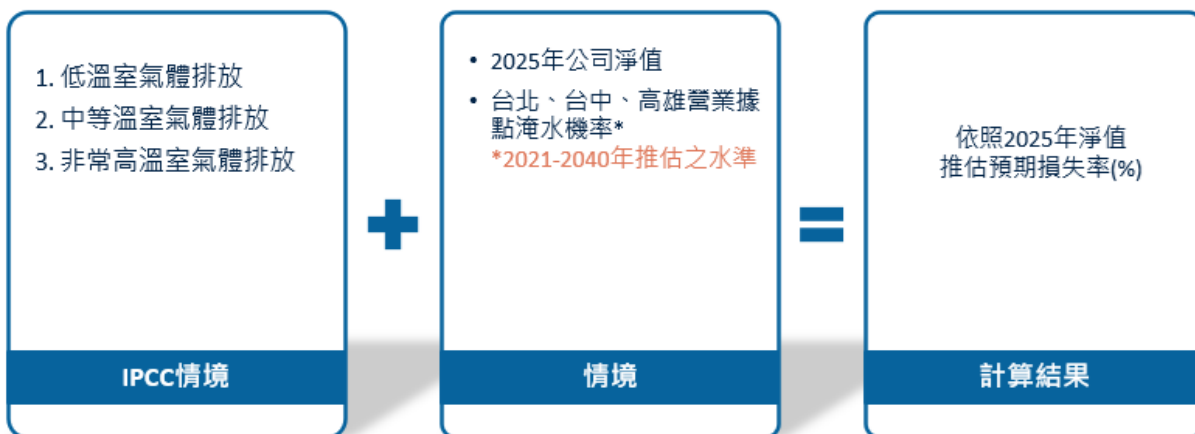 1. 低溫室氣體排放
2. 中等溫室氣體排放
3. 非常高溫室氣體排放
IPCC情境
• 2025年公司淨值
• 台北、台中、高雄營業據
點淹水機率*
*2021-2040年推估之水準
情境
依照2025年淨值
推估預期損失率(%)
計算結果